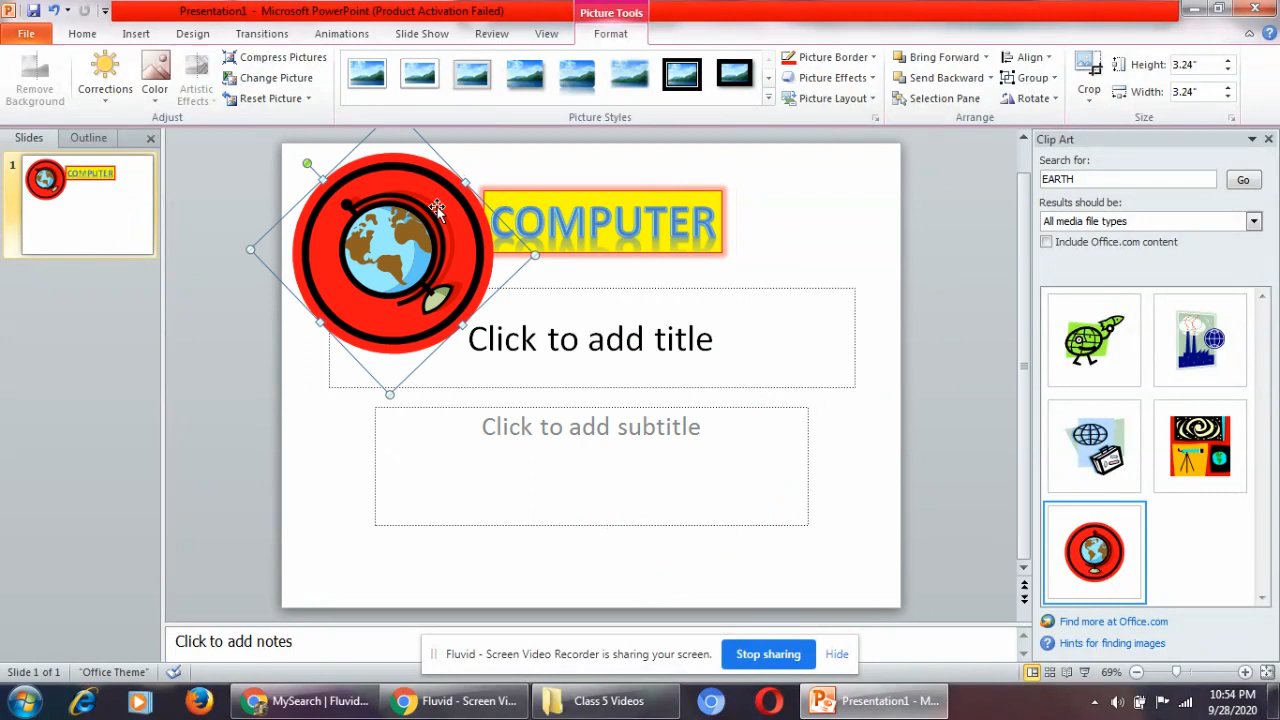 Presentation1 - Microsoft PowerPoint (Product Activation Failed)
Picture Tools
File Home Insert Design Transitions Animations Slide Show Review View Format
Remove Background
Corrections
Color
Artistic Effects
Compress Pictures
Change Picture
Reset Picture
Adjust
Picture Styles
Picture Border
Picture Effects
Picture Layout
Bring Forward
Send Backward
Selection Pane
Align
Group
Rotate
Arrange
Crop
Height: 3.24"
Width: 3.24"
Size
Slides Outline
1
COMPUTER
COMPUTER
Click to add title
Click to add subtitle
Clip Art
Search for:
EARTH
Go
Results should be:
All media file types
Include Office.com content
Find more at Office.com
Hints for finding images
Click to add notes
Fluvid - Screen Video Recorder is sharing your screen.
Stop sharing
Hide
Slide 1 of 1
"Office Theme"
69%
MySearch | Fluvid...
Fluvid - Screen Vi...
Class 5 Videos
Presentation1 - M...
10:54 PM
9/28/2020